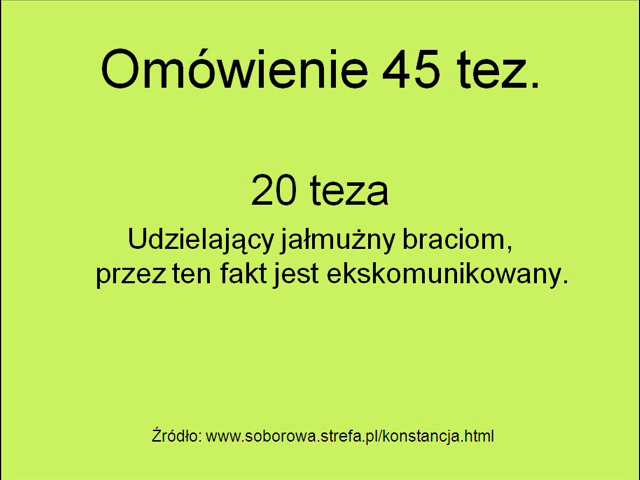 Omówienie 45 tez.
20 teza
Udzielający jałmużny braciom,
przez ten fakt jest ekskomunikowany.
Źródło: www.soborowa.strefa.pl/konstancja.html